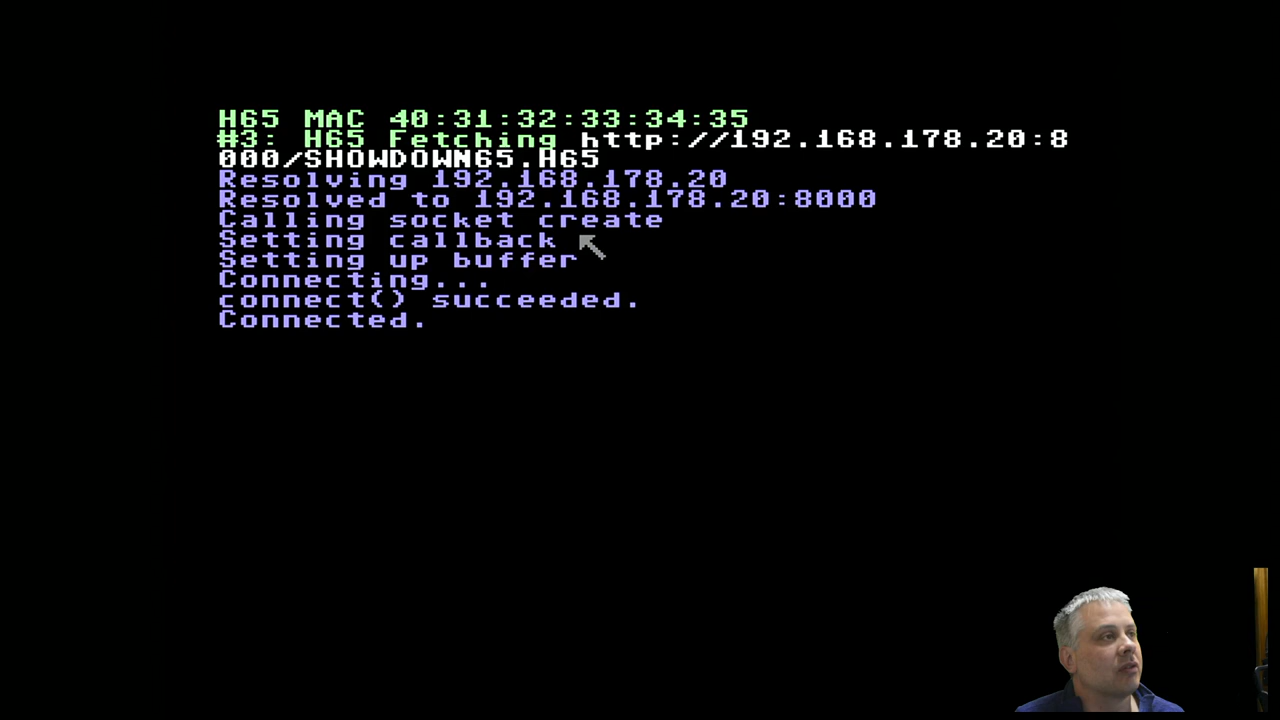 H65 MAC 40:31:32:33:34:35
#3: H65 Fetching http://192.168.178.20:8
000/SHOWDOWN65.H65
Resolving 192.168.178.20
Resolved to 192.168.178.20:8000
Calling socket create
Setting callback
Setting up buffer
Connecting...
connect() succeeded.
Connected.